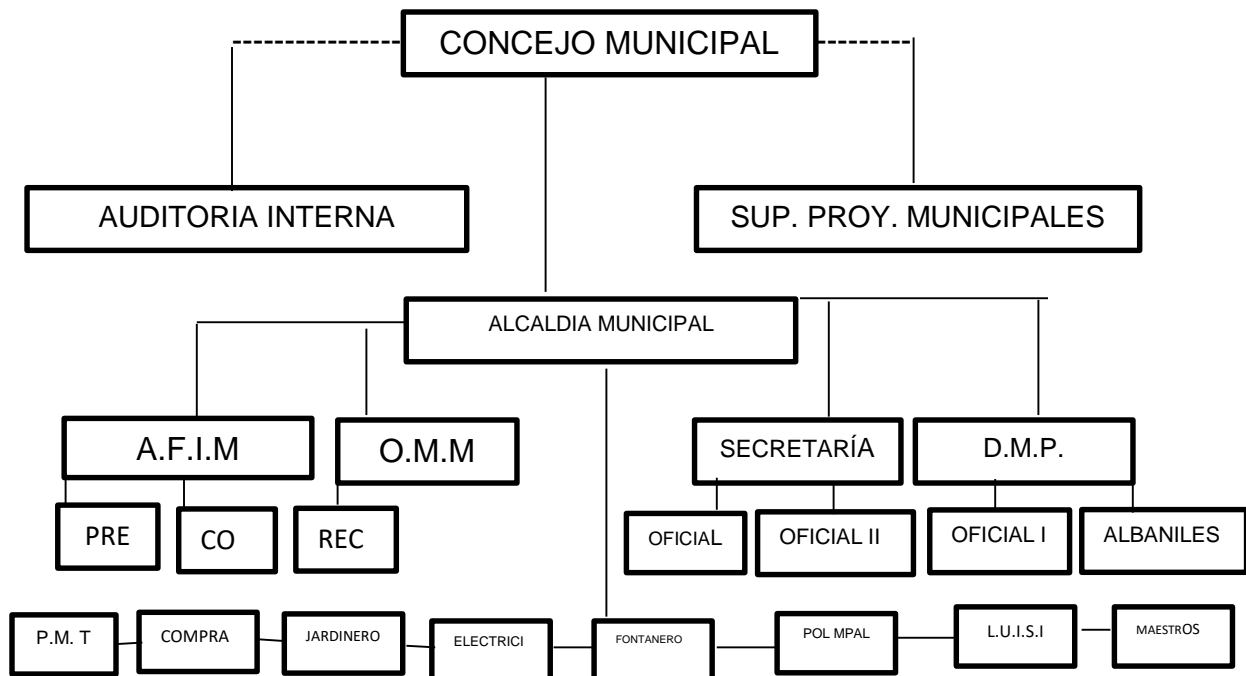 CONCEJO MUNICIPAL
AUDITORIA INTERNA
SUP. PROY. MUNICIPALES
ALCALDIA MUNICIPAL
A.F.I.M
O.M.M
SECRETARÍA
D.M.P.
PRE
CO
REC
OFICIAL
OFICIAL II
OFICIAL I
ALBANILES
P.M. T
COMPRA
JARDINERO
ELECTRICI
FONTANERO
POL MPAL
L.U.I.S.I
MAESTROS